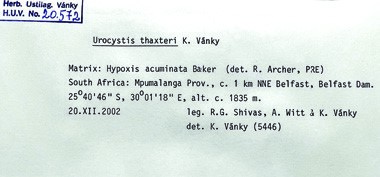 Herb. Ustilag. Vánky
H.U.V. No. 20.572
Urocystis thaxteri K. Vánky
Matrix: Hypoxis acuminata Baker (det. R. Archer, PRE)
South Africa: Mpumalanga Prov., c. 1 km NNE Belfast, Belfast Dam.
25°40'46" S, 30°01'18" E, alt. c. 1835 m.
20.XII.2002 leg. R.G. Shivas, A. Witt & K. Vánky
det. K. Vánky (5446)